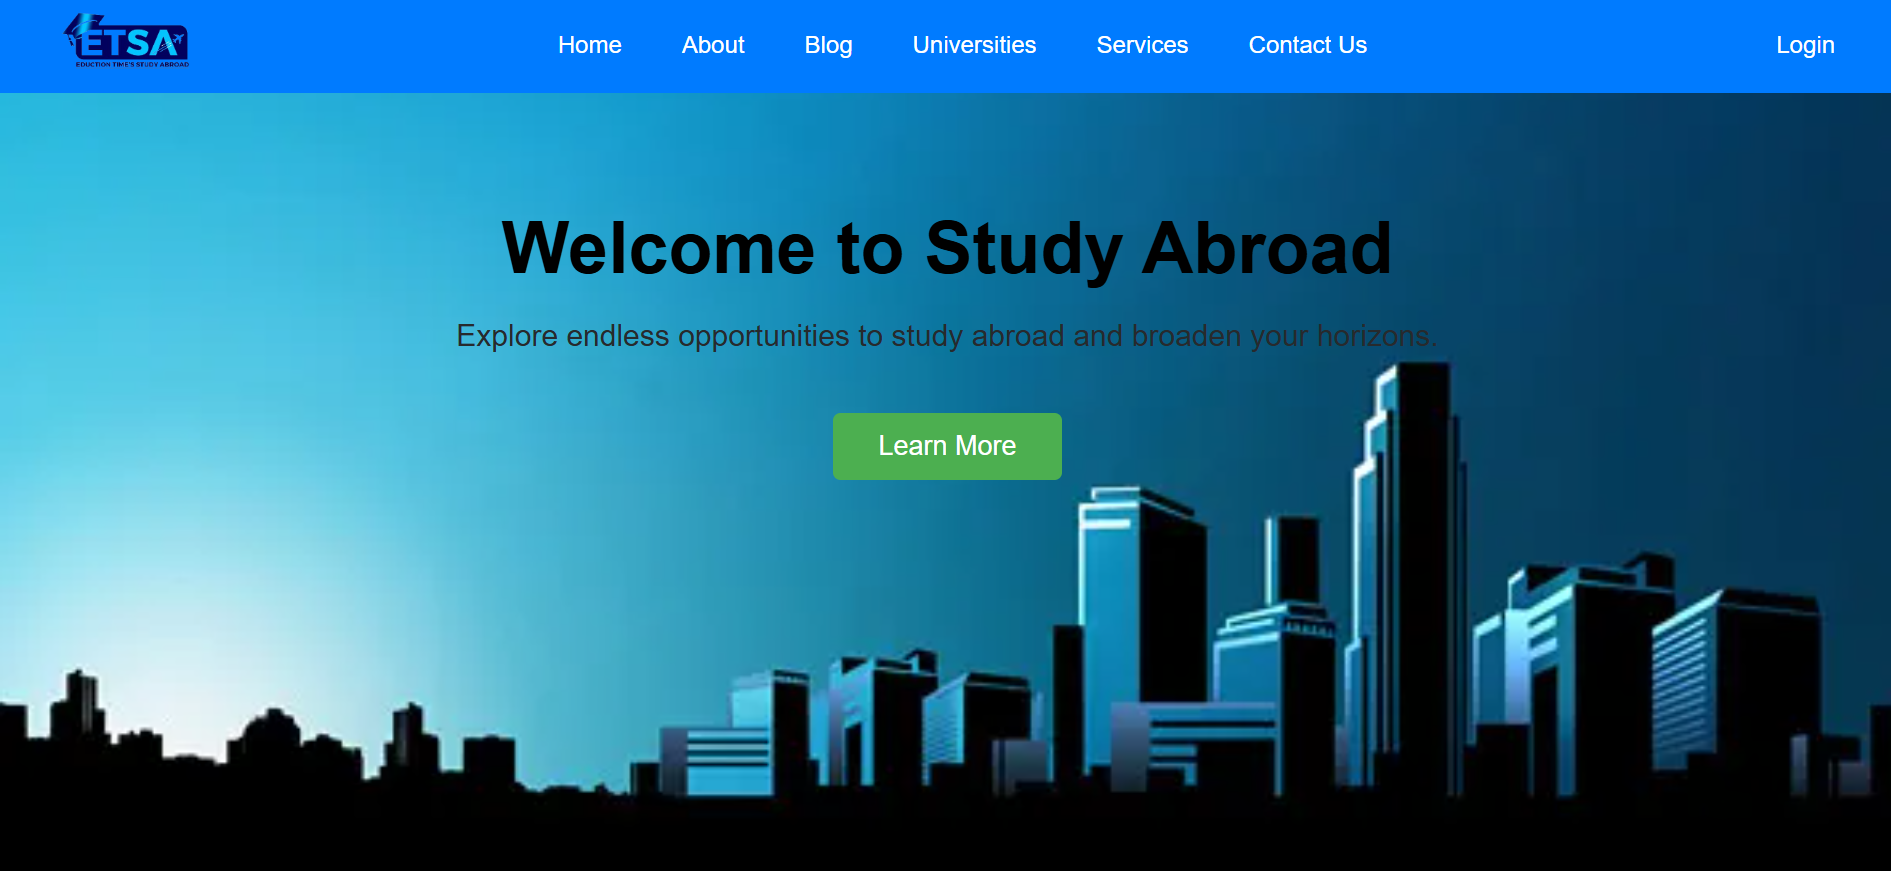 ETSA
EDUCTION TIME'S STUDY ABROAD
Home About Blog Universities Services Contact Us Login
Welcome to Study Abroad
Explore endless opportunities to study abroad and broaden your horizons.
Learn More